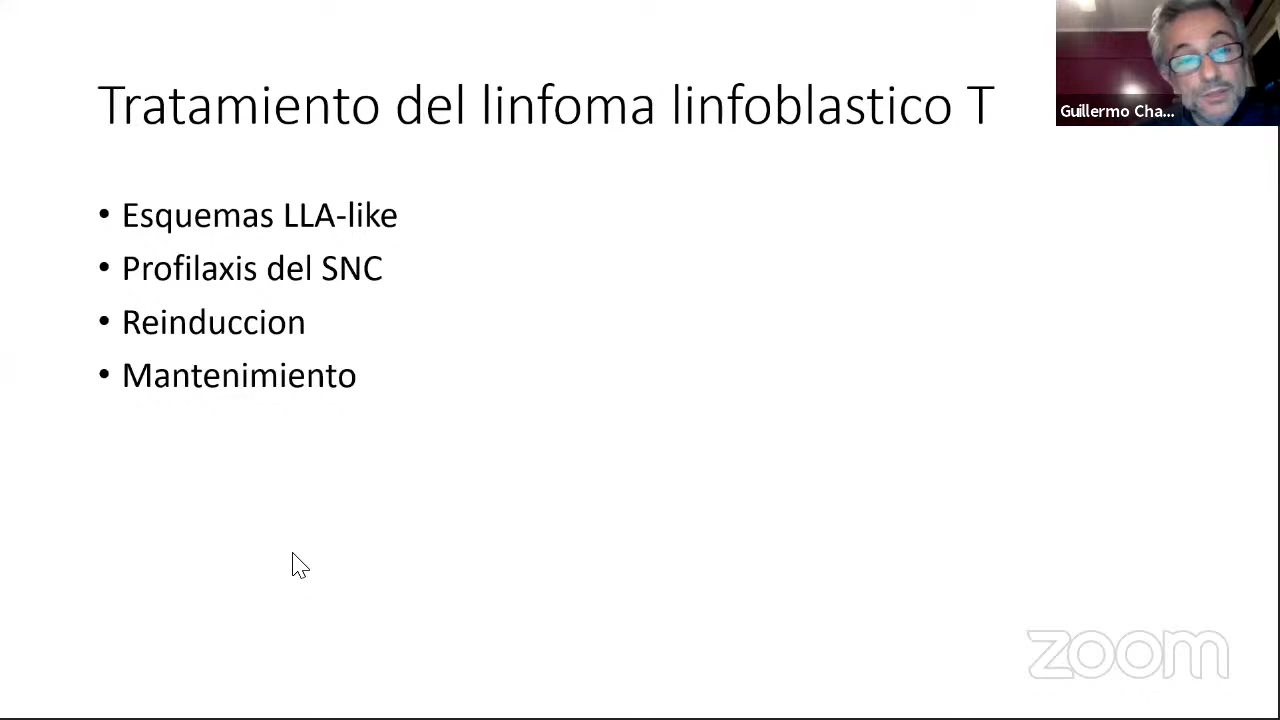 Tratamiento del linfoma linfoblastico T
Guillermo Cha...
• Esquemas LLA-like
• Profilaxis del SNC
• Reinduccion
• Mantenimiento
zoom